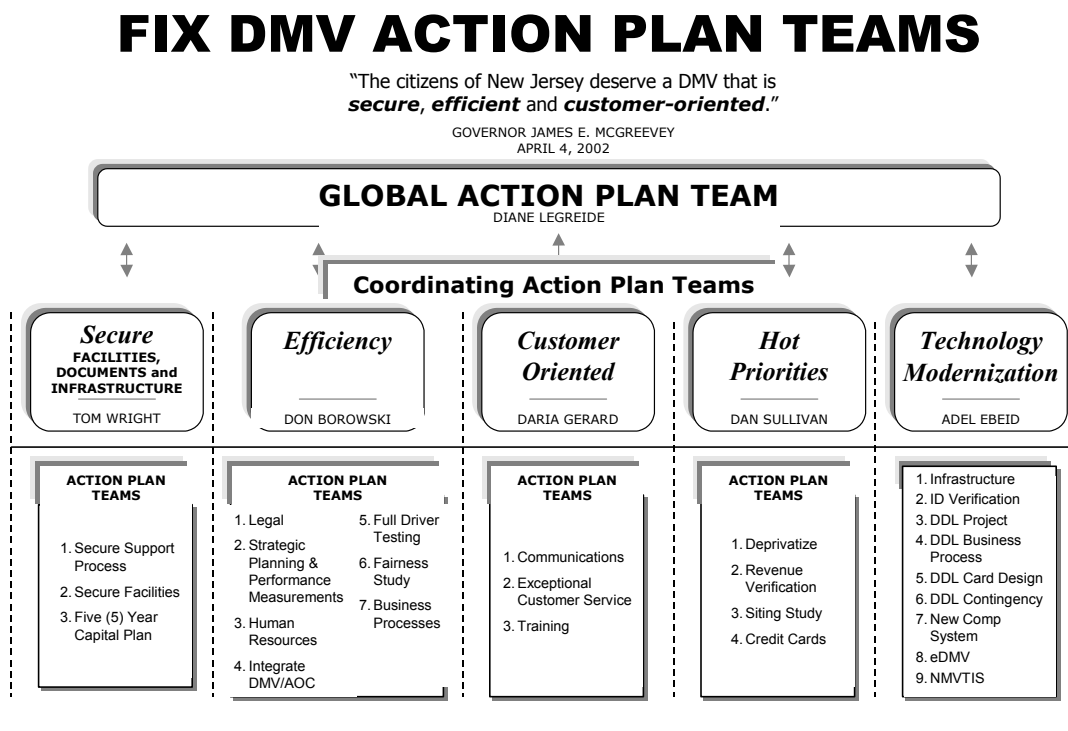 FIX DMV ACTION PLAN TEAMS
“The citizens of New Jersey deserve a DMV that is
secure, efficient and customer-oriented.”
GOVERNOR JAMES E. MCGREEVEY
APRIL 4, 2002
GLOBAL ACTION PLAN TEAM
DIANE LEGREIDE
Coordinating Action Plan Teams
Secure
FACILITIES,
DOCUMENTS and
INFRASTRUCTURE
TOM WRIGHT
Efficiency
DON BOROWSKI
Customer
Oriented
DARIA GERARD
Hot
Priorities
DAN SULLIVAN
Technology
Modernization
ADEL EBEID
ACTION PLAN
TEAMS
1. Secure Support
Process
2. Secure Facilities
3. Five (5) Year
Capital Plan
ACTION PLAN
TEAMS
1. Legal
2. Strategic
Planning &
Performance
Measurements
3. Human
Resources
4. Integrate
DMV/AOC
5. Full Driver
Testing
6. Fairness
Study
7. Business
Processes
ACTION PLAN
TEAMS
1. Communications
2. Exceptional
Customer Service
3. Training
ACTION PLAN
TEAMS
1. Deprivatize
2. Revenue
Verification
3. Siting Study
4. Credit Cards
1. Infrastructure
2. ID Verification
3. DDL Project
4. DDL Business
Process
5. DDL Card Design
6. DDL Contingency
7. New Comp
System
8. eDMV
9. NMVTIS